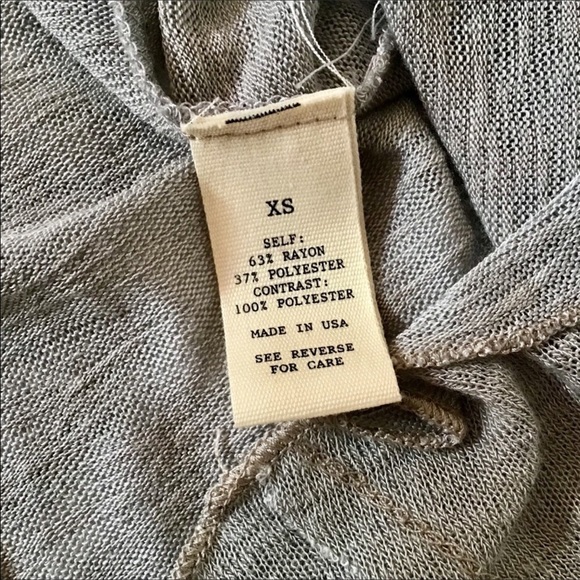 XS
SELF:
63% RAYON
37% POLYESTER
CONTRAST:
100% POLYESTER
MADE IN USA
SEE REVERSE
FOR CARE